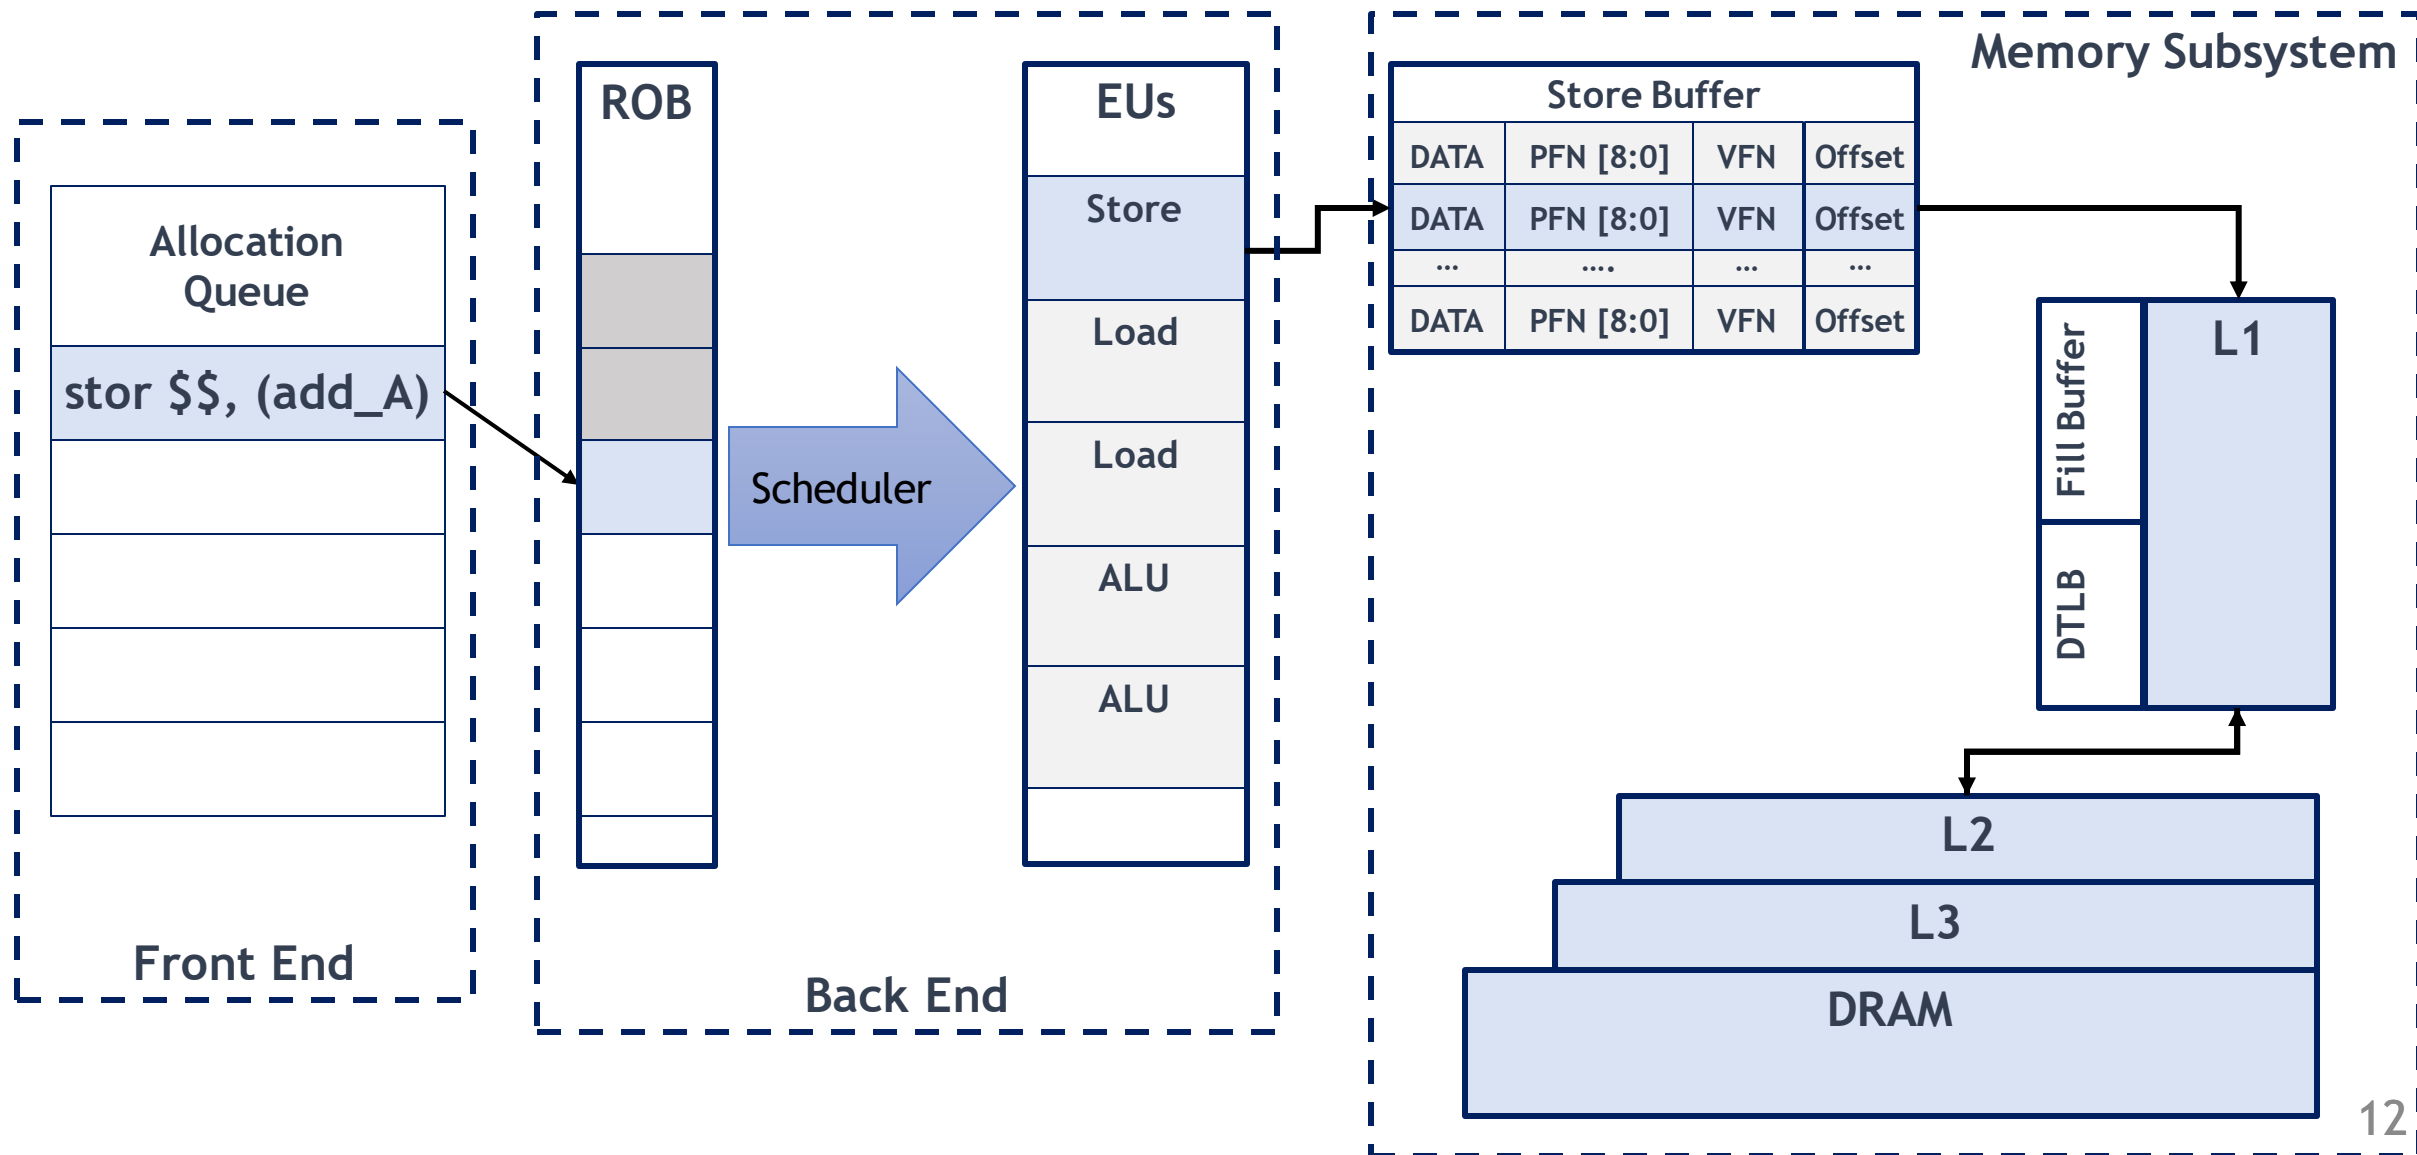 Allocation
Queue
stor $$, (add_A)
Front End
ROB
Scheduler
EUs
Store
Load
Load
ALU
ALU
Back End
Memory Subsystem
Store Buffer
DATA PFN [8:0] VFN Offset
DATA PFN [8:0] VFN Offset
... .... ... ...
DATA PFN [8:0] VFN Offset
Fill Buffer
DTLB
L1
L2
L3
DRAM
12